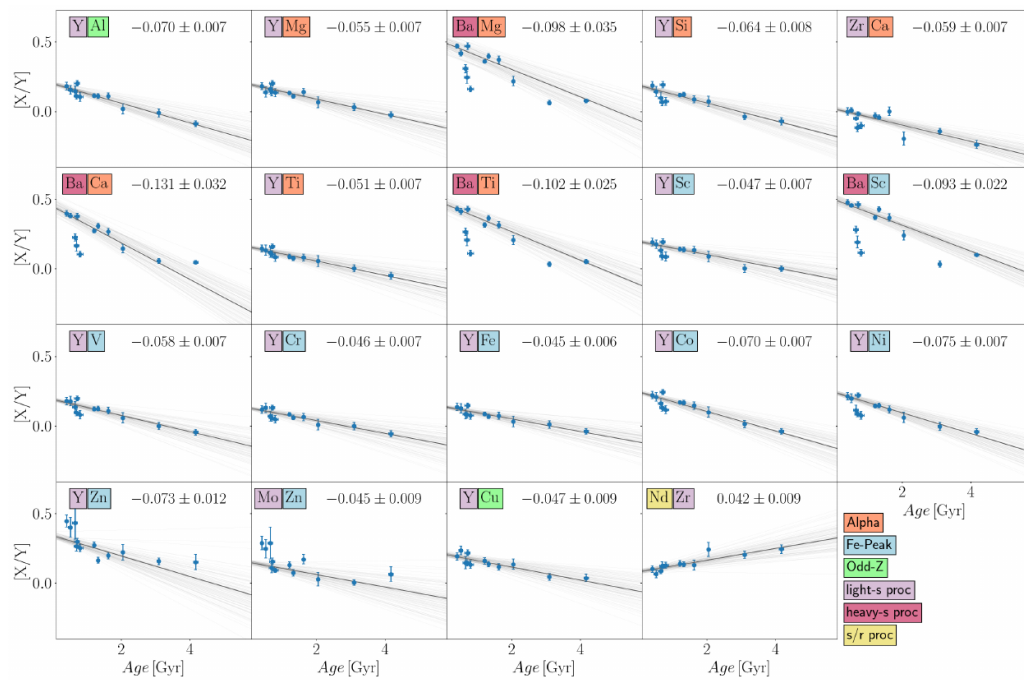 Y Al −0.070 ± 0.007
Y Mg −0.055 ± 0.007
Ba Mg −0.098 ± 0.035
Y Si −0.064 ± 0.008
Zr Ca −0.059 ± 0.007
0.5
0.0
[X/Y]
Ba Ca −0.131 ± 0.032
Y Ti −0.051 ± 0.007
Ba Ti −0.102 ± 0.025
Y Sc −0.047 ± 0.007
Ba Sc −0.093 ± 0.022
0.5
0.0
[X/Y]
Y V −0.058 ± 0.007
Y Cr −0.046 ± 0.007
Y Fe −0.045 ± 0.006
Y Co −0.070 ± 0.007
Y Ni −0.075 ± 0.007
0.5
0.0
[X/Y]
Y Zn −0.073 ± 0.012
Mo Zn −0.045 ± 0.009
Y Cu −0.047 ± 0.009
Nd Zr 0.042 ± 0.009
0.5
0.0
[X/Y]
2 4
Age [Gyr]
Alpha
Fe-Peak
Odd-Z
light-s proc
heavy-s proc
s/r proc
2 4
Age [Gyr]
2 4
Age [Gyr]
2 4
Age [Gyr]
2 4
Age [Gyr]